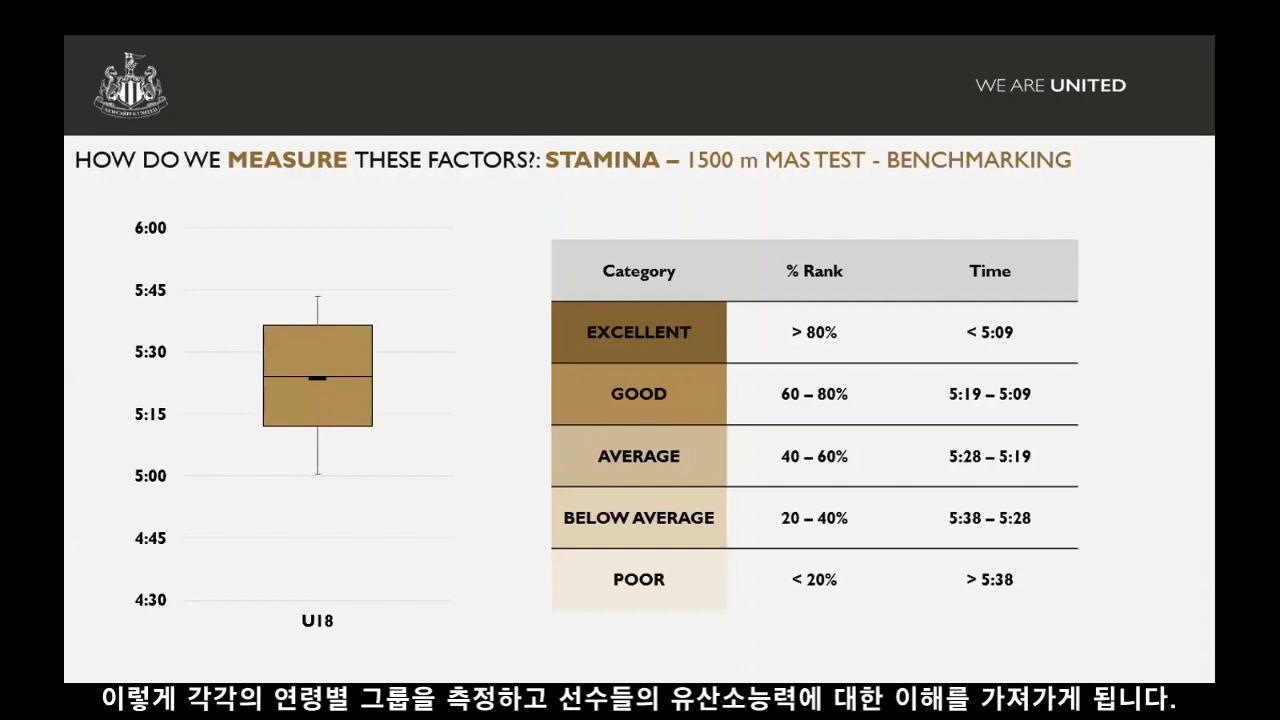 WE ARE UNITED
HOW DO WE MEASURE THESE FACTORS?: STAMINA – 1500 m MAS TEST - BENCHMARKING
6:00
5:45
5:30
5:15
5:00
4:45
4:30
U18
Category % Rank Time
EXCELLENT > 80% < 5:09
GOOD 60 – 80% 5:19 – 5:09
AVERAGE 40 – 60% 5:28 – 5:19
BELOW AVERAGE 20 – 40% 5:38 – 5:28
POOR < 20% > 5:38
이렇게 각각의 연령별 그룹을 측정하고 선수들의 유산소능력에 대한 이해를 가져가게 됩니다.